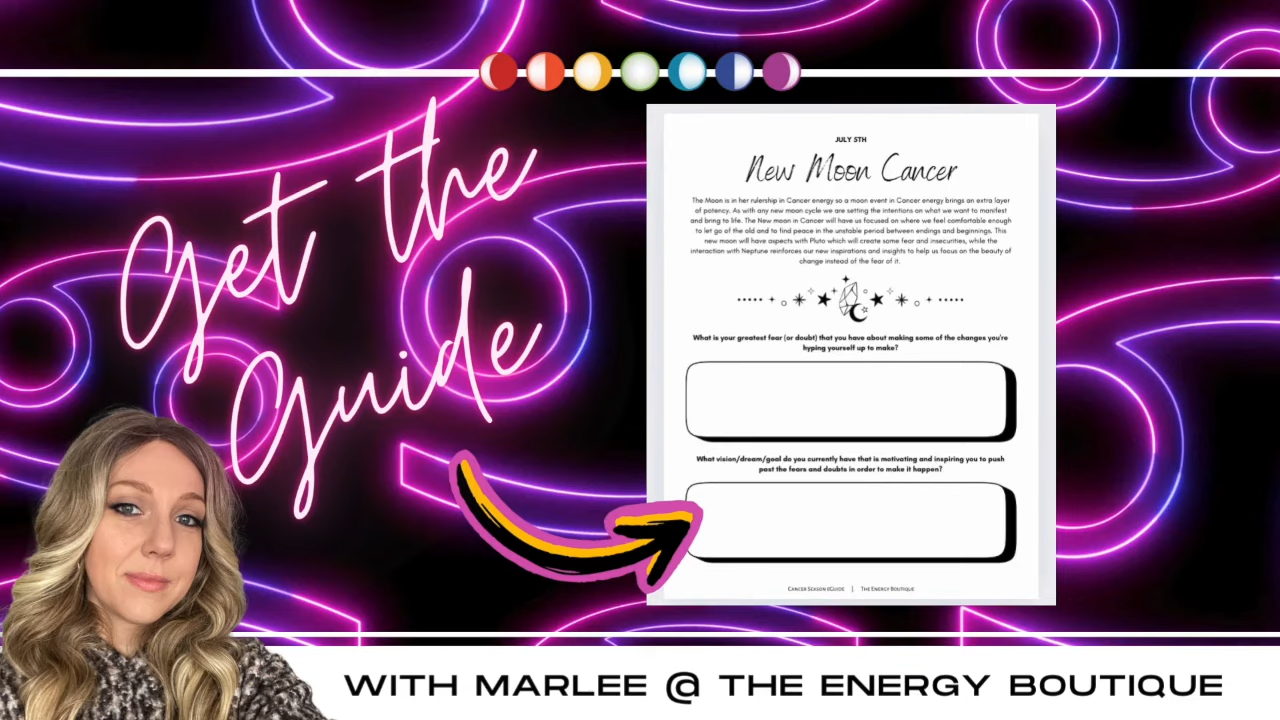 Get the
Guide
JULY 5TH
New Moon Cancer
The Moon is in her rulership in Cancer energy so a moon event in Cancer energy brings an extra layer
of potency. As with any new moon cycle we are setting the intentions on what we want to manifest
and bring to life. The New moon in Cancer will have us focused on where we feel comfortable enough
to let go of the old and to find peace in the unstable period between endings and beginnings. This
new moon will have aspects with Pluto which will create some fear and insecurities, while the
interaction with Neptune reinforces our new inspirations and insights to help us focus on the beauty of
change instead of the fear of it.
What is your greatest fear (or doubt) that you have about making some of the changes you're
hyping yourself up to make?
What vision/dream/goal do you currently have that is motivating and inspiring you to push
past the fears and doubts in order to make it happen?
CANCER SEASON EGUIDE | THE ENERGY BOUTIQUE
WITH MARLEE @ THE ENERGY BOUTIQUE